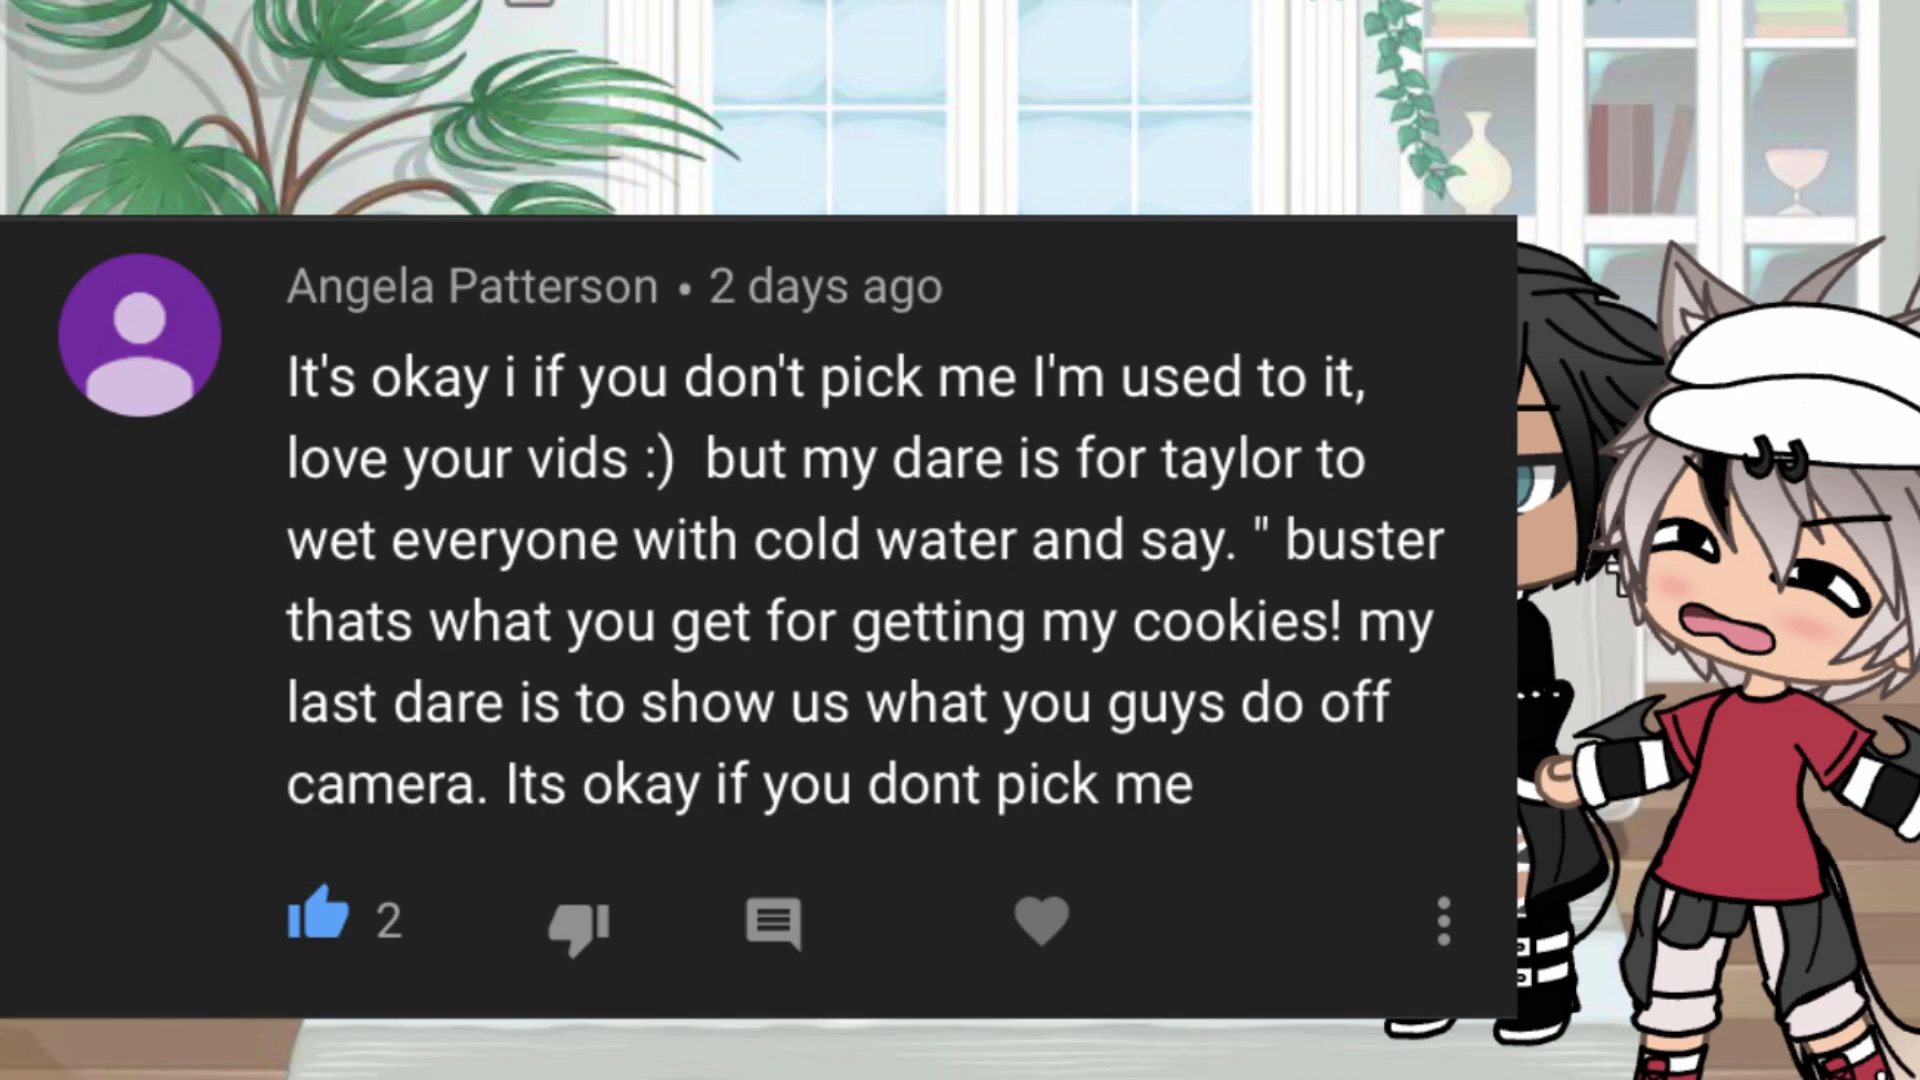 Angela Patterson • 2 days ago
It's okay i if you don't pick me I'm used to it,
love your vids :)  but my dare is for taylor to
wet everyone with cold water and say. " buster
thats what you get for getting my cookies! my
last dare is to show us what you guys do off
camera. Its okay if you dont pick me
2